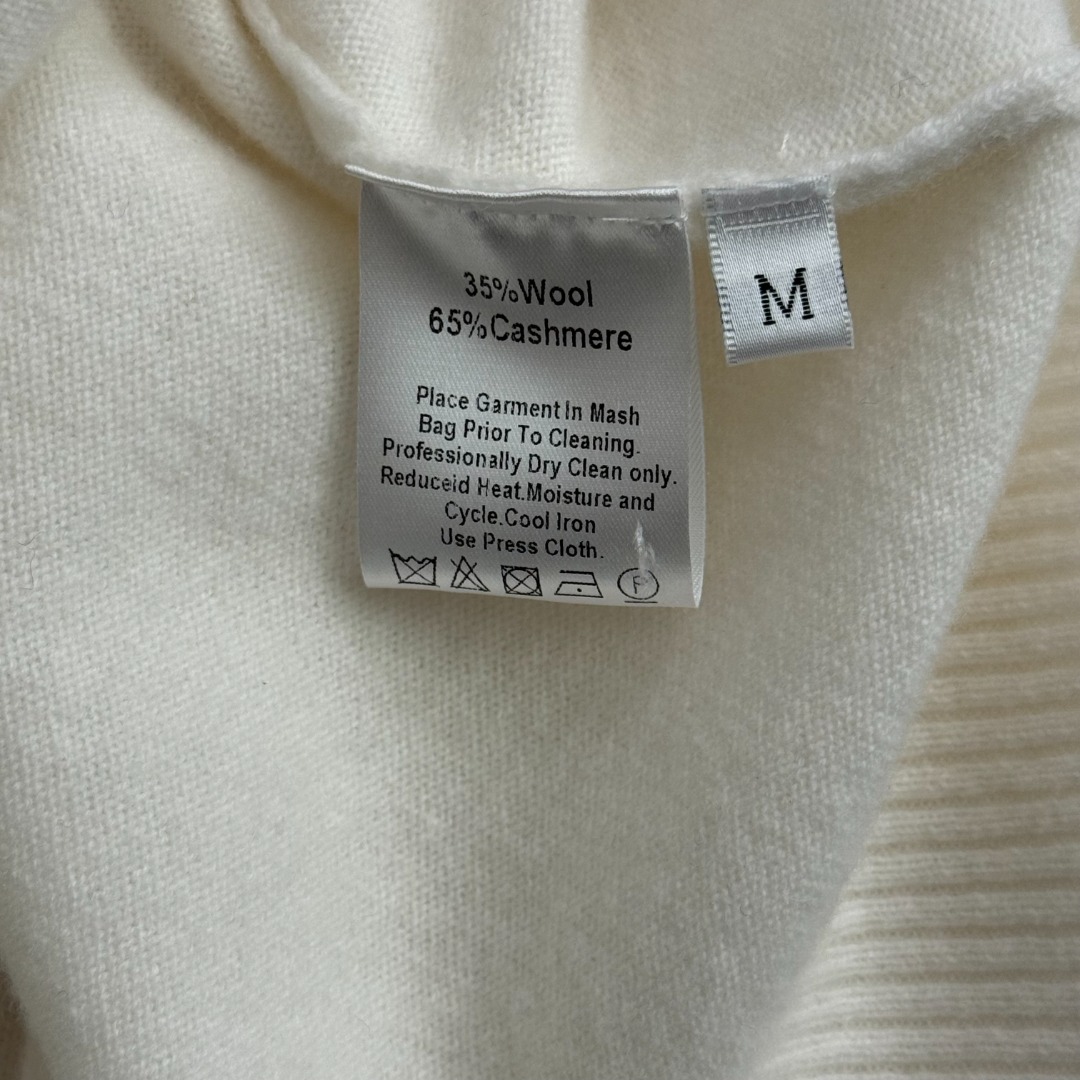 35%Wool
65%Cashmere
M
Place Garment In Mash
Bag Prior To Cleaning.
Professionally Dry Clean only.
Reduceid Heat.Moisture and
Cycle.Cool Iron
Use Press Cloth.
P